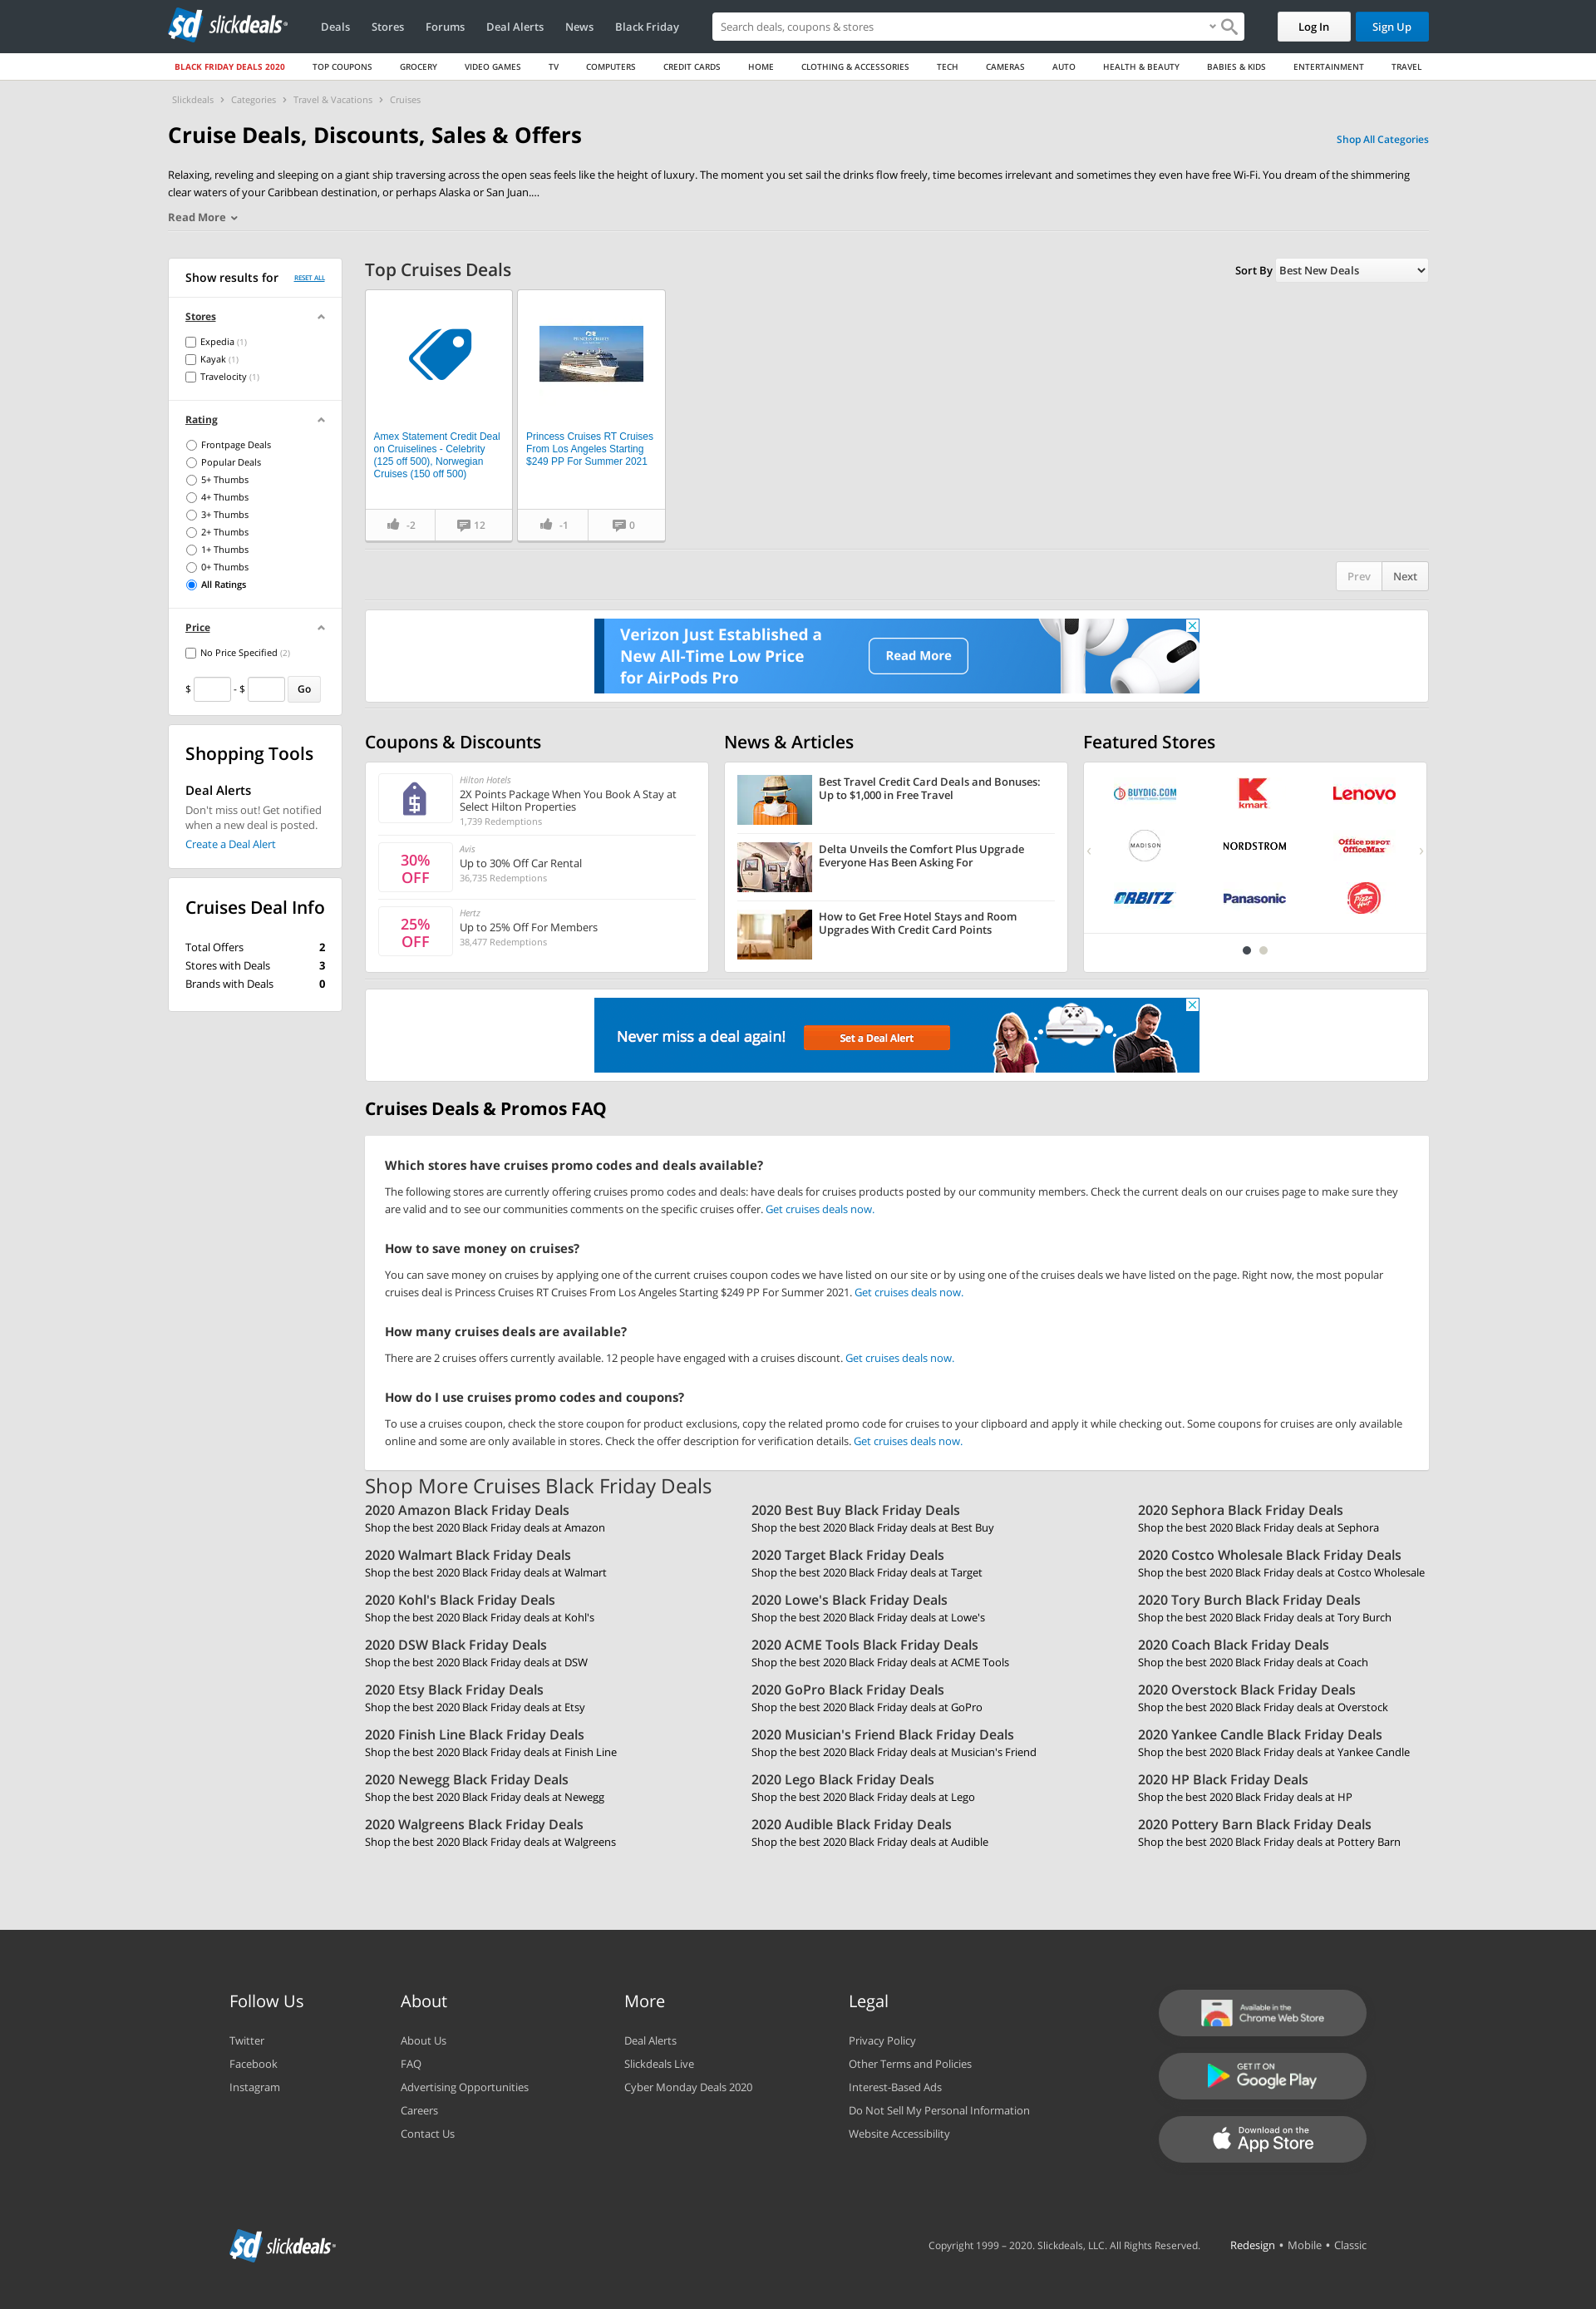 sd slickdeals
Deals Stores Forums Deal Alerts News Black Friday
Search deals, coupons & stores
Log In
Sign Up
BLACK FRIDAY DEALS 2020 TOP COUPONS GROCERY VIDEO GAMES TV COMPUTERS CREDIT CARDS HOME CLOTHING & ACCESSORIES TECH CAMERAS AUTO HEALTH & BEAUTY BABIES & KIDS ENTERTAINMENT TRAVEL
Slickdeals › Categories › Travel & Vacations › Cruises
Cruise Deals, Discounts, Sales & Offers
Shop All Categories
Relaxing, reveling and sleeping on a giant ship traversing across the open seas feels like the height of luxury. The moment you set sail the drinks flow freely, time becomes irrelevant and sometimes they even have free Wi-Fi. You dream of the shimmering
clear waters of your Caribbean destination, or perhaps Alaska or San Juan....
Read More
Show results for
RESET ALL
Stores
Expedia (1)
Kayak (1)
Travelocity (1)
Rating
Frontpage Deals
Popular Deals
5+ Thumbs
4+ Thumbs
3+ Thumbs
2+ Thumbs
1+ Thumbs
0+ Thumbs
All Ratings
Price
No Price Specified (2)
$ - $ Go
Shopping Tools
Deal Alerts
Don't miss out! Get notified
when a new deal is posted.
Create a Deal Alert
Cruises Deal Info
Total Offers 2
Stores with Deals 3
Brands with Deals 0
Top Cruises Deals
Sort By Best New Deals
Amex Statement Credit Deal
on Cruiselines - Celebrity
(125 off 500), Norwegian
Cruises (150 off 500)
-2 12
Princess Cruises RT Cruises
From Los Angeles Starting
$249 PP For Summer 2021
-1 0
Prev Next
Verizon Just Established a
New All-Time Low Price
for AirPods Pro
Read More
Coupons & Discounts
Hilton Hotels
2X Points Package When You Book A Stay at
Select Hilton Properties
1,739 Redemptions
30%
OFF
Avis
Up to 30% Off Car Rental
36,735 Redemptions
25%
OFF
Hertz
Up to 25% Off For Members
38,477 Redemptions
News & Articles
Best Travel Credit Card Deals and Bonuses:
Up to $1,000 in Free Travel
Delta Unveils the Comfort Plus Upgrade
Everyone Has Been Asking For
How to Get Free Hotel Stays and Room
Upgrades With Credit Card Points
Featured Stores
BUYDIG.COM
kmart
Lenovo
MADISON
NORDSTROM
Office DEPOT
OfficeMax
ORBITZ
Panasonic
Pizza Hut
Never miss a deal again!
Set a Deal Alert
Cruises Deals & Promos FAQ
Which stores have cruises promo codes and deals available?
The following stores are currently offering cruises promo codes and deals: have deals for cruises products posted by our community members. Check the current deals on our cruises page to make sure they
are valid and to see our communities comments on the specific cruises offer. Get cruises deals now.
How to save money on cruises?
You can save money on cruises by applying one of the current cruises coupon codes we have listed on our site or by using one of the cruises deals we have listed on the page. Right now, the most popular
cruises deal is Princess Cruises RT Cruises From Los Angeles Starting $249 PP For Summer 2021. Get cruises deals now.
How many cruises deals are available?
There are 2 cruises offers currently available. 12 people have engaged with a cruises discount. Get cruises deals now.
How do I use cruises promo codes and coupons?
To use a cruises coupon, check the store coupon for product exclusions, copy the related promo code for cruises to your clipboard and apply it while checking out. Some coupons for cruises are only available
online and some are only available in stores. Check the offer description for verification details. Get cruises deals now.
Shop More Cruises Black Friday Deals
2020 Amazon Black Friday Deals
Shop the best 2020 Black Friday deals at Amazon
2020 Best Buy Black Friday Deals
Shop the best 2020 Black Friday deals at Best Buy
2020 Sephora Black Friday Deals
Shop the best 2020 Black Friday deals at Sephora
2020 Walmart Black Friday Deals
Shop the best 2020 Black Friday deals at Walmart
2020 Target Black Friday Deals
Shop the best 2020 Black Friday deals at Target
2020 Costco Wholesale Black Friday Deals
Shop the best 2020 Black Friday deals at Costco Wholesale
2020 Kohl's Black Friday Deals
Shop the best 2020 Black Friday deals at Kohl's
2020 Lowe's Black Friday Deals
Shop the best 2020 Black Friday deals at Lowe's
2020 Tory Burch Black Friday Deals
Shop the best 2020 Black Friday deals at Tory Burch
2020 DSW Black Friday Deals
Shop the best 2020 Black Friday deals at DSW
2020 ACME Tools Black Friday Deals
Shop the best 2020 Black Friday deals at ACME Tools
2020 Coach Black Friday Deals
Shop the best 2020 Black Friday deals at Coach
2020 Etsy Black Friday Deals
Shop the best 2020 Black Friday deals at Etsy
2020 GoPro Black Friday Deals
Shop the best 2020 Black Friday deals at GoPro
2020 Overstock Black Friday Deals
Shop the best 2020 Black Friday deals at Overstock
2020 Finish Line Black Friday Deals
Shop the best 2020 Black Friday deals at Finish Line
2020 Musician's Friend Black Friday Deals
Shop the best 2020 Black Friday deals at Musician's Friend
2020 Yankee Candle Black Friday Deals
Shop the best 2020 Black Friday deals at Yankee Candle
2020 Newegg Black Friday Deals
Shop the best 2020 Black Friday deals at Newegg
2020 Lego Black Friday Deals
Shop the best 2020 Black Friday deals at Lego
2020 HP Black Friday Deals
Shop the best 2020 Black Friday deals at HP
2020 Walgreens Black Friday Deals
Shop the best 2020 Black Friday deals at Walgreens
2020 Audible Black Friday Deals
Shop the best 2020 Black Friday deals at Audible
2020 Pottery Barn Black Friday Deals
Shop the best 2020 Black Friday deals at Pottery Barn
Follow Us
Twitter
Facebook
Instagram
About
About Us
FAQ
Advertising Opportunities
Careers
Contact Us
More
Deal Alerts
Slickdeals Live
Cyber Monday Deals 2020
Legal
Privacy Policy
Other Terms and Policies
Interest-Based Ads
Do Not Sell My Personal Information
Website Accessibility
Available in the
Chrome Web Store
GET IT ON
Google Play
Download on the
App Store
sd slickdeals
Copyright 1999 – 2020. Slickdeals, LLC. All Rights Reserved.
Redesign • Mobile • Classic